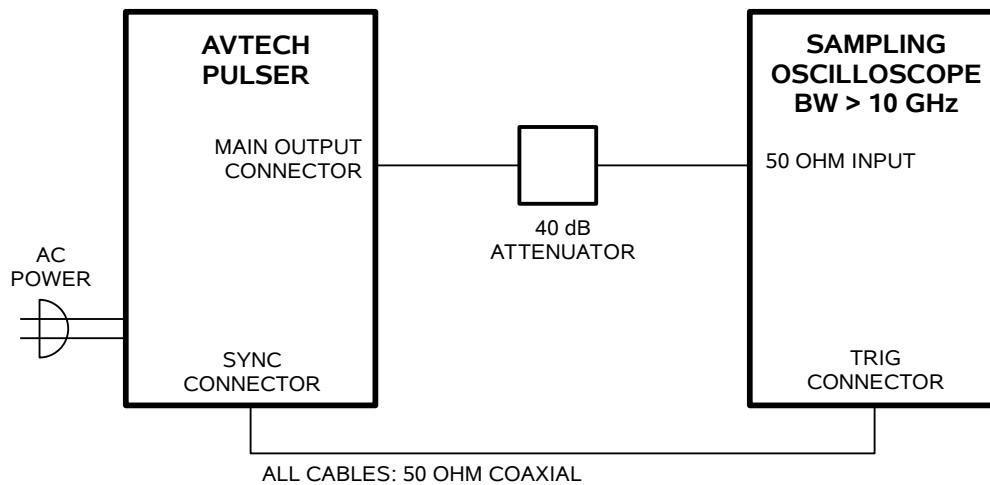 AVTECH
PULSER
SAMPLING
OSCILLOSCOPE
BW > 10 GHz
MAIN OUTPUT
CONNECTOR
50 OHM INPUT
40 dB
ATTENUATOR
AC
POWER
SYNC
CONNECTOR
TRIG
CONNECTOR
ALL CABLES: 50 OHM COAXIAL